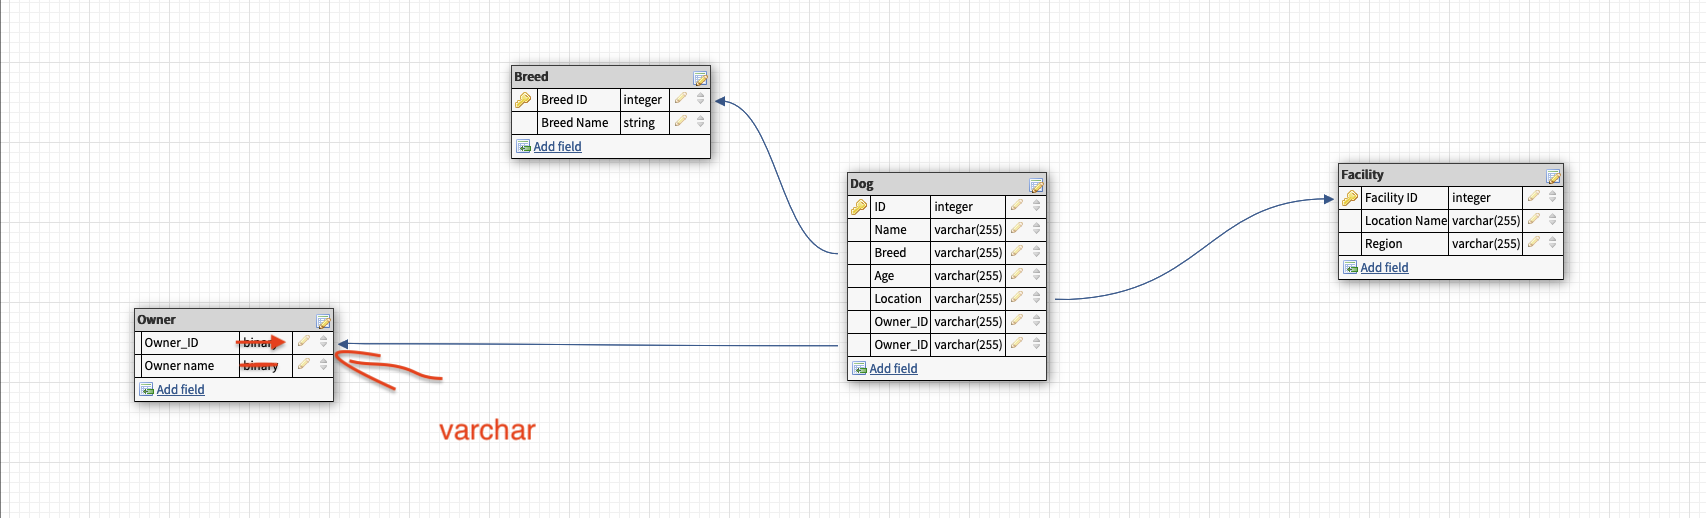 Breed
Breed ID integer
Breed Name string
Add field
Dog
ID integer
Name varchar(255)
Breed varchar(255)
Age varchar(255)
Location varchar(255)
Owner_ID varchar(255)
Owner_ID varchar(255)
Add field
Facility
Facility ID integer
Location Name varchar(255)
Region varchar(255)
Add field
Owner
Owner_ID binary
Owner name binary
Add field
varchar